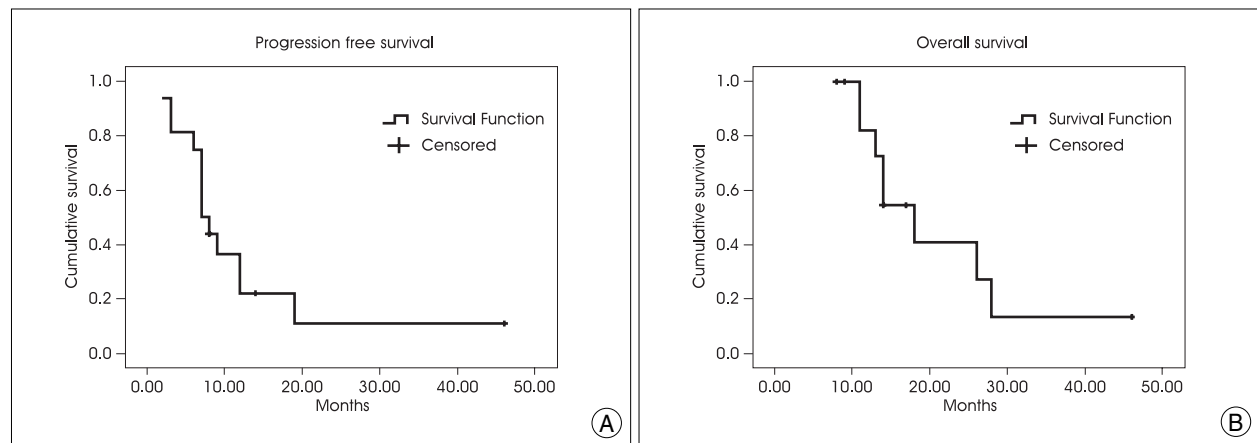 Progression free survival
1.0
0.8
0.6
0.4
0.2
0.0
Cumulative survival
Survival Function
Censored
0.00 10.00 20.00 30.00 40.00 50.00
Months
A
Overall survival
1.0
0.8
0.6
0.4
0.2
0.0
Cumulative survival
Survival Function
Censored
0.00 10.00 20.00 30.00 40.00 50.00
Months
B